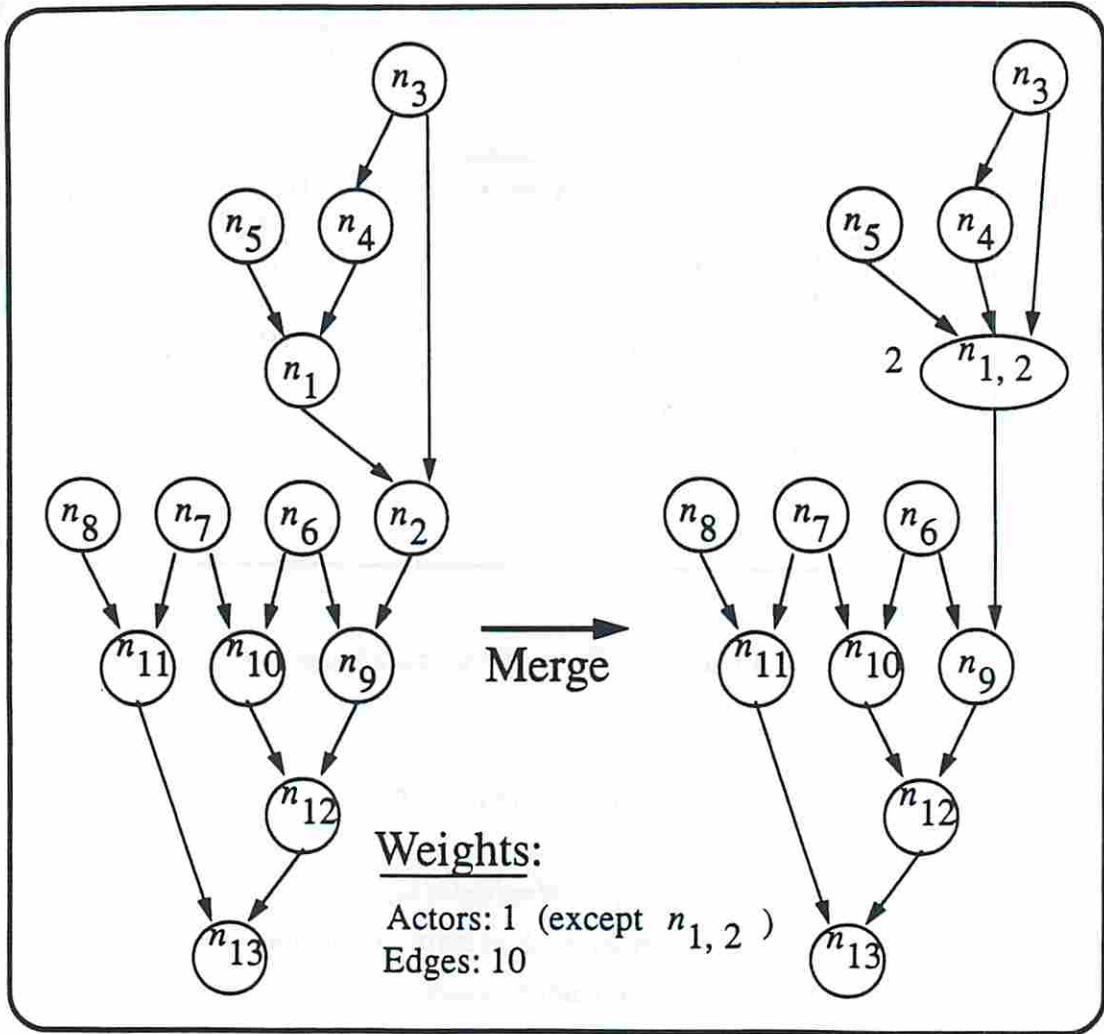 n3 n3
n5 n4 n5 n4
n1 2 n1, 2
n8 n7 n6 n2 n8 n7 n6
n11 n10 n9 n11 n10 n9
Merge
n12 n12
Weights:
Actors: 1 (except n1, 2 )
Edges: 10
n13 n13